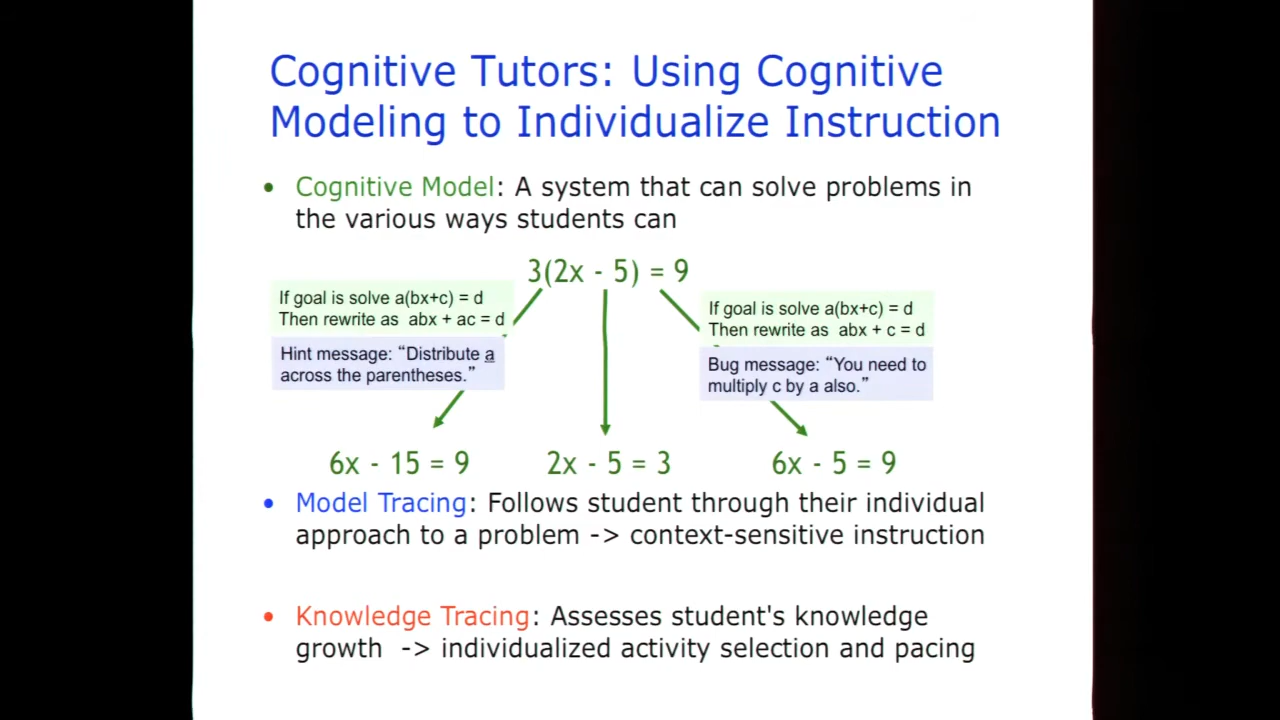 Cognitive Tutors: Using Cognitive
Modeling to Individualize Instruction
• Cognitive Model: A system that can solve problems in
the various ways students can
3(2x - 5) = 9
If goal is solve a(bx+c) = d
Then rewrite as abx + ac = d
Hint message: “Distribute a
across the parentheses.”
If goal is solve a(bx+c) = d
Then rewrite as abx + c = d
Bug message: “You need to
multiply c by a also.”
6x - 15 = 9
2x - 5 = 3
6x - 5 = 9
• Model Tracing: Follows student through their individual
approach to a problem -> context-sensitive instruction
• Knowledge Tracing: Assesses student's knowledge
growth -> individualized activity selection and pacing